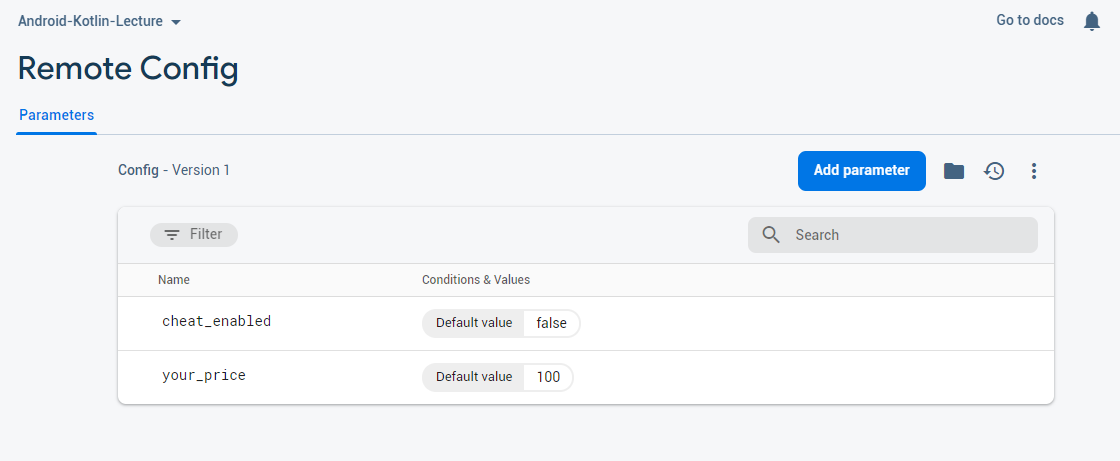 Android-Kotlin-Lecture
Go to docs
Remote Config
Parameters
Config - Version 1
Add parameter
Filter
Search
Name
Conditions & Values
cheat_enabled
Default value
false
your_price
Default value
100